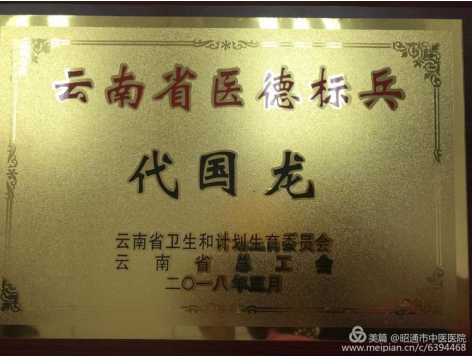 云南省医德标兵
代国龙
云南省卫生和计划生育委员会
云南省总工会
二〇一八年三月
美篇 @昭通市中医医院
www.meipian.cn/c/6394468